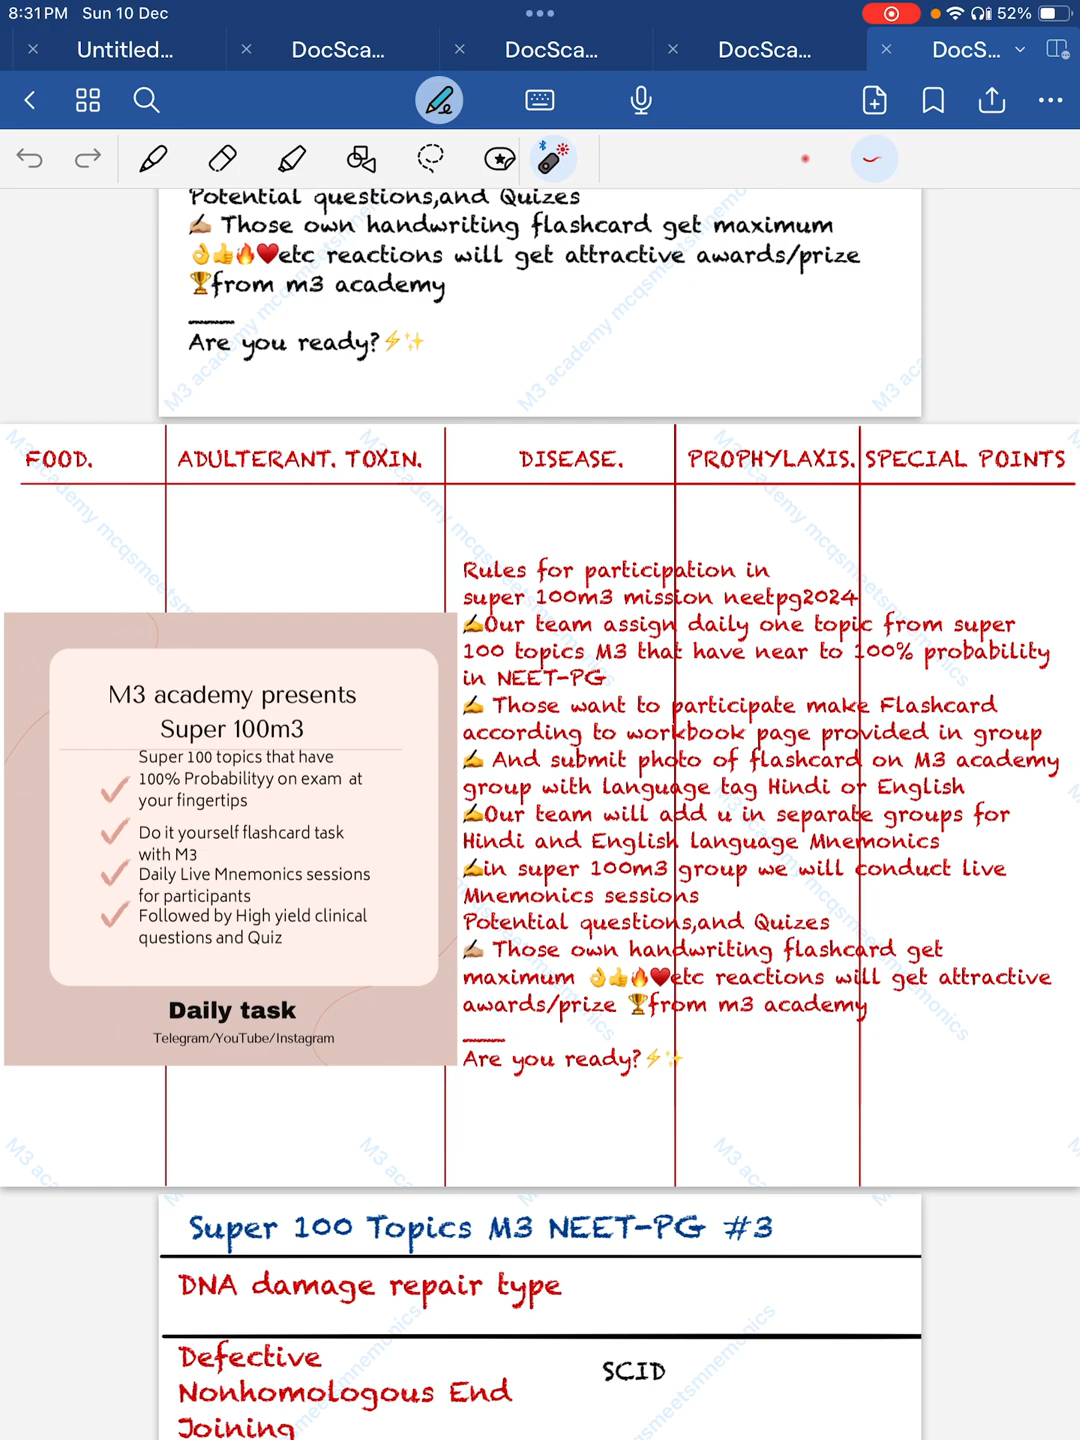 8:31 PM Sun 10 Dec
52%
Untitled...
DocSca...
DocSca...
DocSca...
DocS...
Potential questions,and Quizes
✍🏼 Those own handwriting flashcard get maximum
👌👍🔥♥️etc reactions will get attractive awards/prize
🏆from m3 academy
____
Are you ready?⚡✨
FOOD.
ADULTERANT. TOXIN.
DISEASE.
PROPHYLAXIS.
SPECIAL POINTS
M3 academy presents
Super 100m3
Super 100 topics that have
100% Probabilityy on exam at
your fingertips
Do it yourself flashcard task
with M3
Daily Live Mnemonics sessions
for participants
Followed by High yield clinical
questions and Quiz
Daily task
Telegram/YouTube/Instagram
Rules for participation in
super 100m3 mission neetpg2024
✍️Our team assign daily one topic from super
100 topics M3 that have near to 100% probability
in NEET-PG
✍️ Those want to participate make Flashcard
according to workbook page provided in group
✍️ And submit photo of flashcard on M3 academy
group with language tag Hindi or English
✍️Our team will add u in separate groups for
Hindi and English language Mnemonics
✍️in super 100m3 group we will conduct live
Mnemonics sessions
Potential questions,and Quizes
✍🏼 Those own handwriting flashcard get
maximum 👌👍🔥♥️etc reactions will get attractive
awards/prize 🏆from m3 academy
____
Are you ready?⚡✨
Super 100 Topics M3 NEET-PG #3
DNA damage repair type
Defective
Nonhomologous End
Joining
SCID
M3 academy mcqsmeetsmnemonics